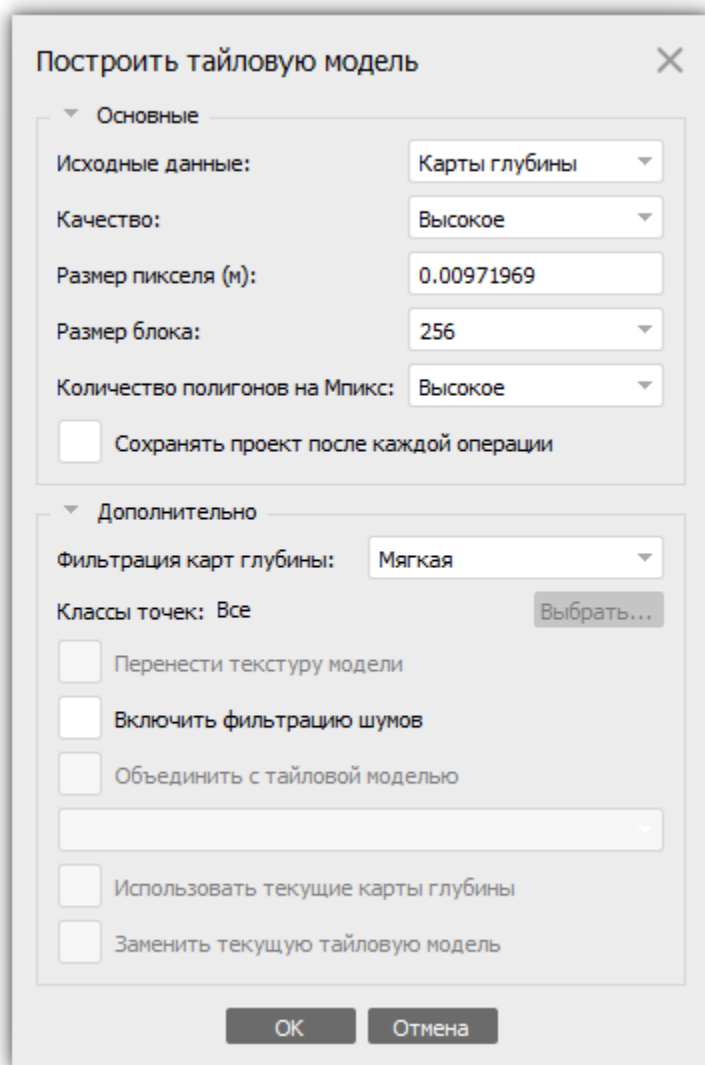 Построить тайловую модель
Основные
Исходные данные: Карты глубины
Качество: Высокое
Размер пикселя (м): 0.00971969
Размер блока: 256
Количество полигонов на Мпикс: Высокое
Сохранять проект после каждой операции
Дополнительно
Фильтрация карт глубины: Мягкая
Классы точек: Все Выбрать...
Перенести текстуру модели
Включить фильтрацию шумов
Объединить с тайловой моделью
Использовать текущие карты глубины
Заменить текущую тайловую модель
OK Отмена